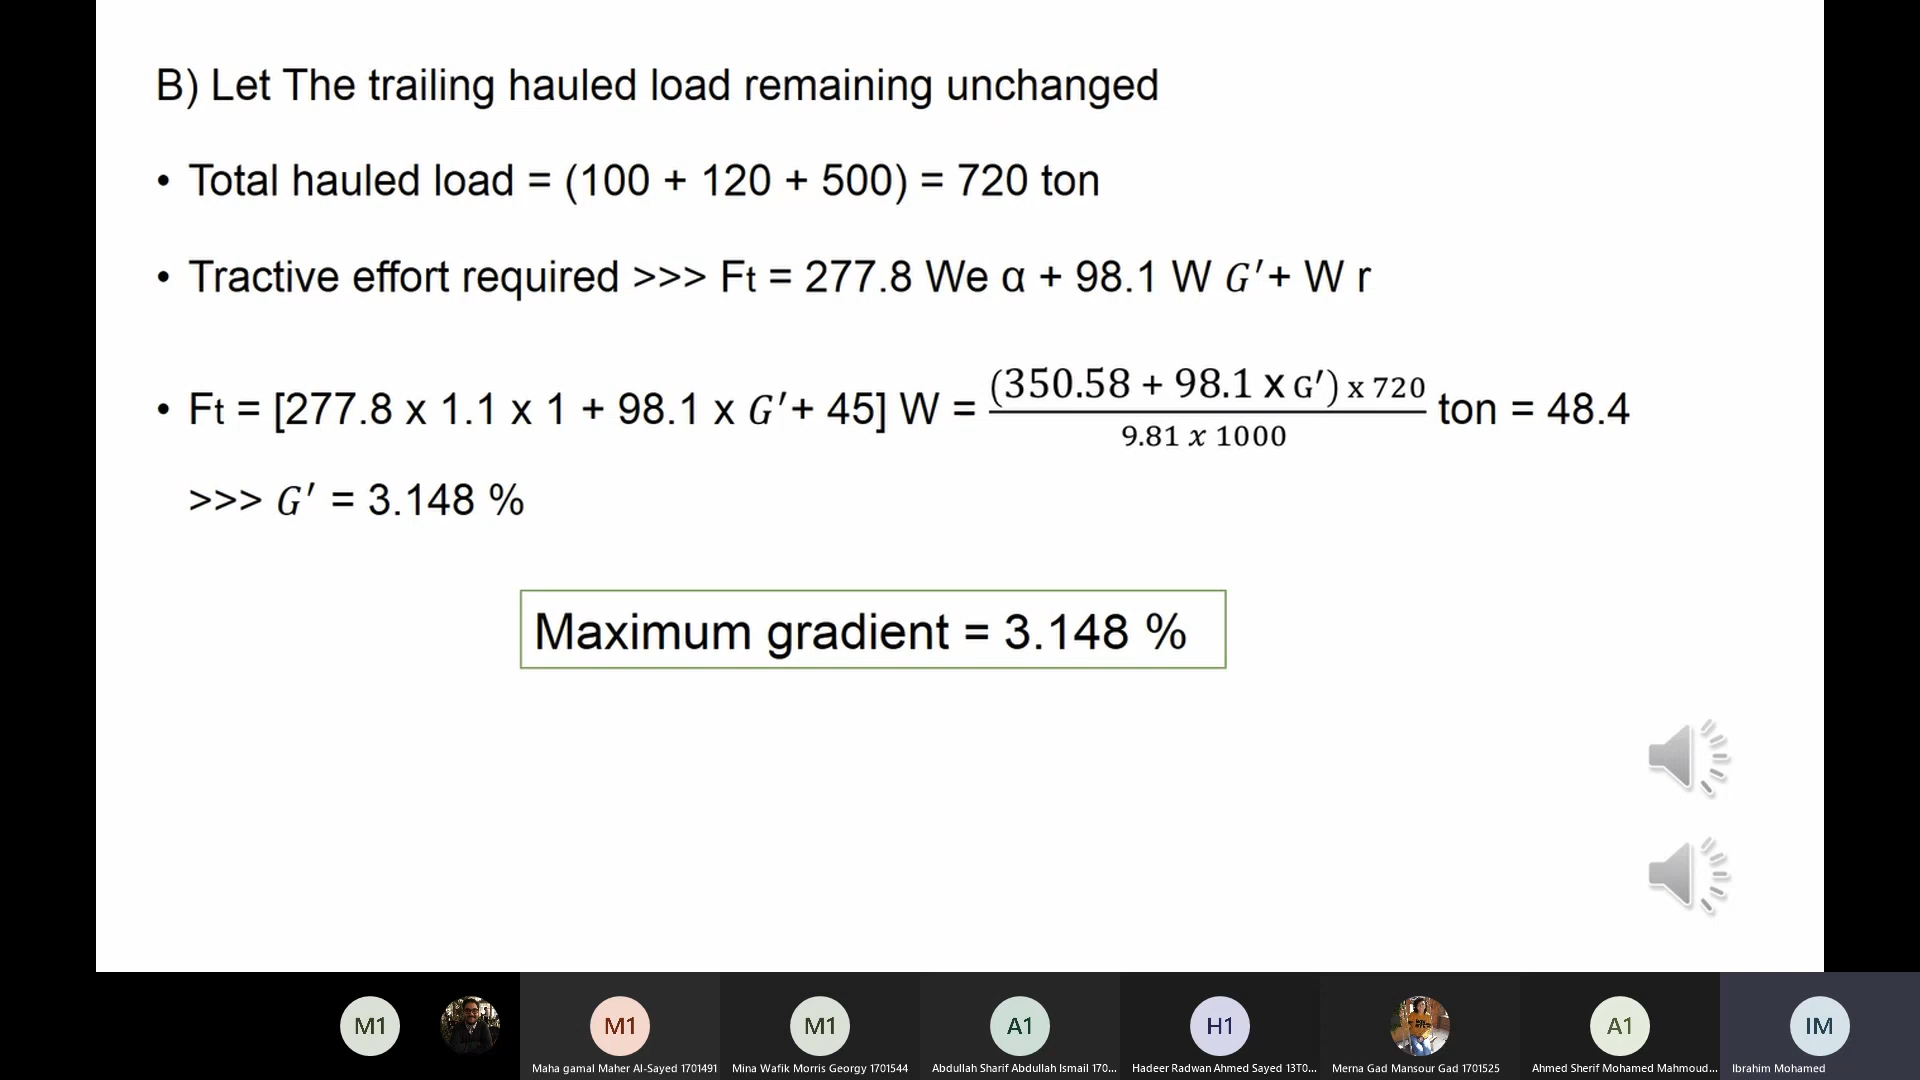 B) Let The trailing hauled load remaining unchanged
• Total hauled load = (100 + 120 + 500) = 720 ton
• Tractive effort required >>> Ft = 277.8 We α + 98.1 W G′+ W r
• Ft = [277.8 x 1.1 x 1 + 98.1 x G′+ 45] W = (350.58 + 98.1 x G′) x 720 / 9.81 x 1000 ton = 48.4
>>> G′ = 3.148 %
Maximum gradient = 3.148 %
M1 M1 M1 A1 H1 A1 IM
Maha gamal Maher Al-Sayed 1701491 Mina Wafik Morris Georgy 1701544 Abdullah Sharif Abdullah Ismail 170... Hadeer Radwan Ahmed Sayed 13T0... Merna Gad Mansour Gad 1701525 Ahmed Sherif Mohamed Mahmoud... Ibrahim Mohamed